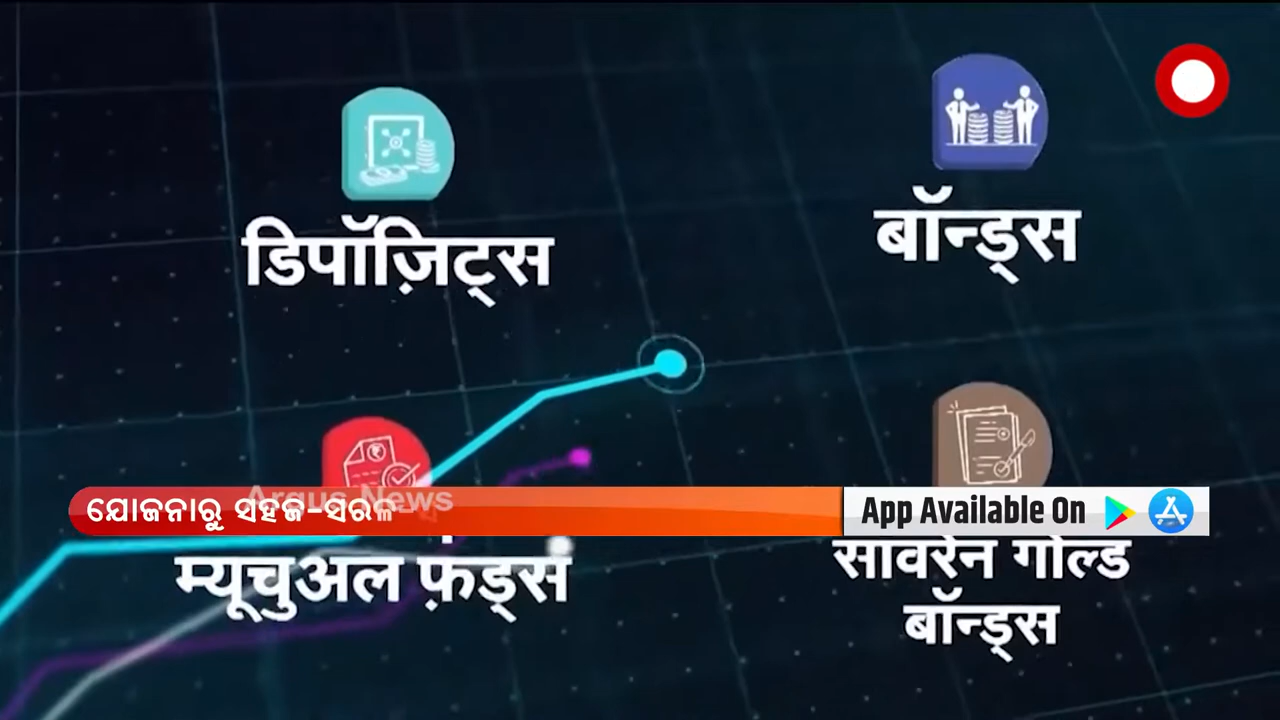 डिपॉज़िट्स
बॉन्ड्स
Argus News
ଯୋଜନାରୁ ସହଜ-ସରଳ
App Available On
म्यूचुअल फ़ंड्स
सावरेन गोल्ड
बॉन्ड्स